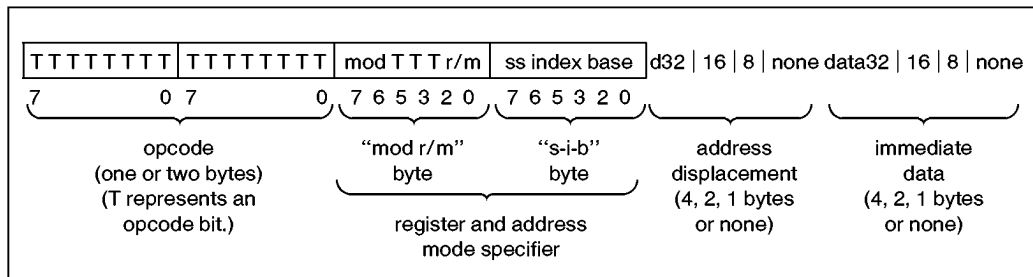 T T T T T T T T T T T T T T T T mod T T T r/m ss index base d32 | 16 | 8 | none data32 | 16 | 8 | none
7 0 7 0 7 6 5 3 2 0 7 6 5 3 2 0
opcode
(one or two bytes)
(T represents an
opcode bit.)
“mod r/m”
byte
“s-i-b”
byte
register and address
mode specifier
address
displacement
(4, 2, 1 bytes
or none)
immediate
data
(4, 2, 1 bytes
or none)